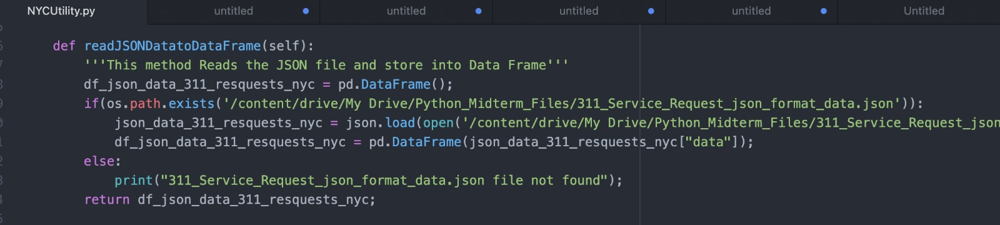 NYCUtility.py untitled untitled untitled untitled Untitled
def readJSONDatatoDataFrame(self):
'''This method Reads the JSON file and store into Data Frame'''
df_json_data_311_resquests_nyc = pd.DataFrame();
if(os.path.exists('/content/drive/My Drive/Python_Midterm_Files/311_Service_Request_json_format_data.json')):
json_data_311_resquests_nyc = json.load(open('/content/drive/My Drive/Python_Midterm_Files/311_Service_Request_json
df_json_data_311_resquests_nyc = pd.DataFrame(json_data_311_resquests_nyc["data"]);
else:
print("311_Service_Request_json_format_data.json file not found");
return df_json_data_311_resquests_nyc;